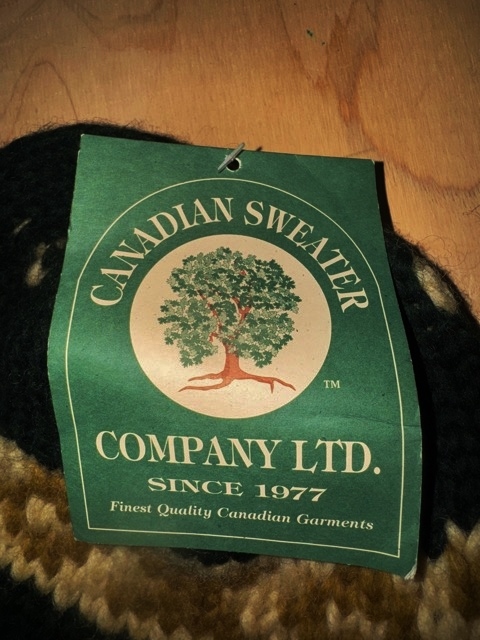 CANADIAN SWEATER
TM
COMPANY LTD.
SINCE 1977
Finest Quality Canadian Garments